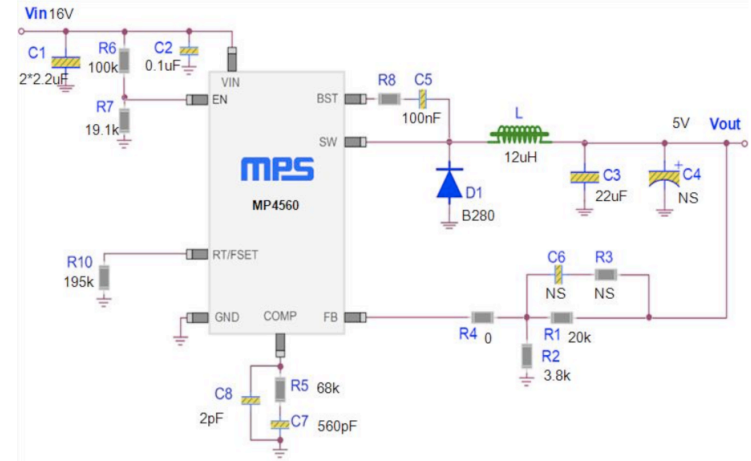 Vin 16V
C1
2*2.2uF
R6
100k
C2
0.1uF
R7
19.1k
VIN
EN
BST
SW
R8
C5
100nF
L
12uH
5V
Vout
mps
MP4560
D1
B280
C3
22uF
C4
+
NS
RT/FSET
R10
195k
C6
NS
R3
NS
GND
COMP
FB
R4
0
R1
20k
R2
3.8k
C8
2pF
R5
68k
C7
560pF